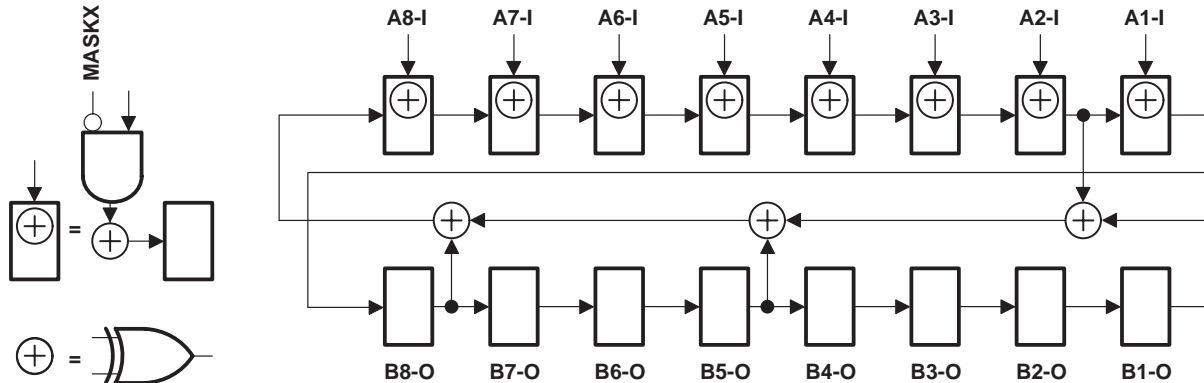 MASKX
=
=
A8-I A7-I A6-I A5-I A4-I A3-I A2-I A1-I
B8-O B7-O B6-O B5-O B4-O B3-O B2-O B1-O